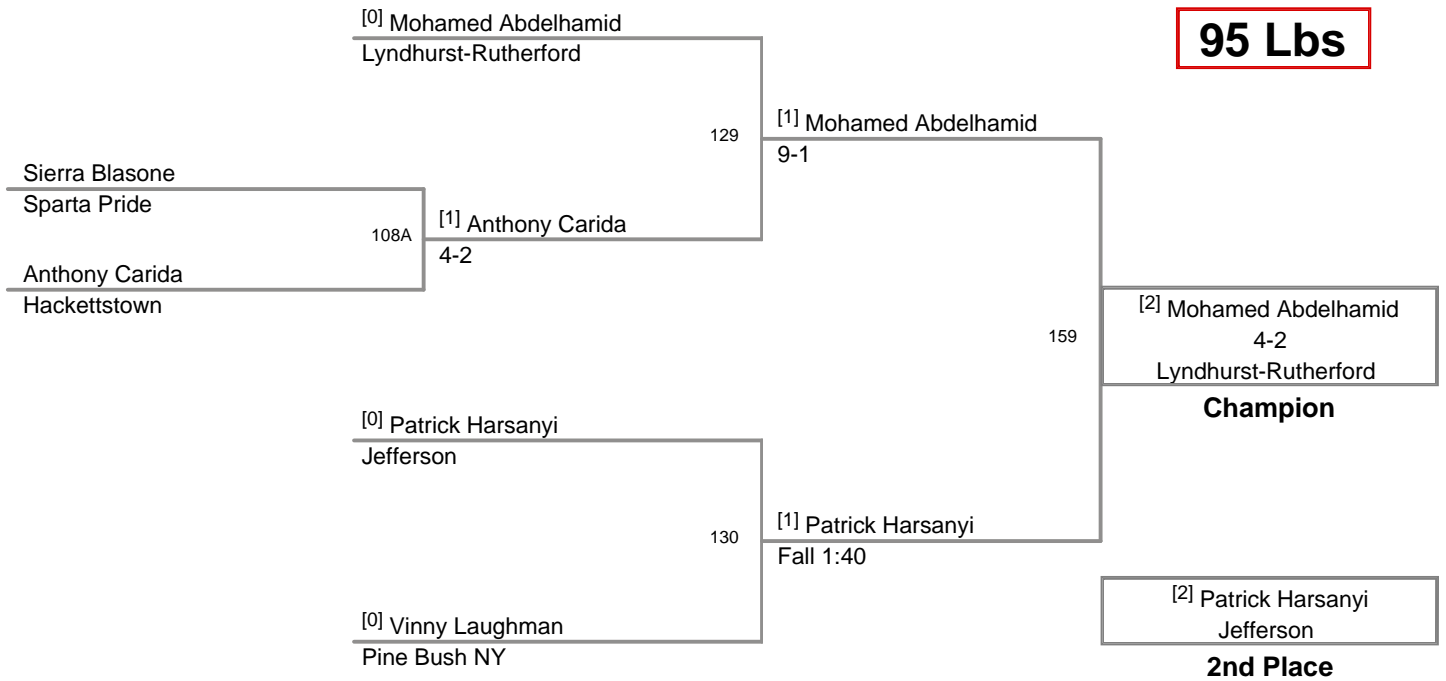 [0] Mohamed Abdelhamid
Lyndhurst-Rutherford
95 Lbs
129
[1] Mohamed Abdelhamid
9-1
Sierra Blasone
Sparta Pride
108A
[1] Anthony Carida
4-2
Anthony Carida
Hackettstown
159
[2] Mohamed Abdelhamid
4-2
Lyndhurst-Rutherford
Champion
[0] Patrick Harsanyi
Jefferson
130
[1] Patrick Harsanyi
Fall 1:40
[0] Vinny Laughman
Pine Bush NY
[2] Patrick Harsanyi
Jefferson
2nd Place